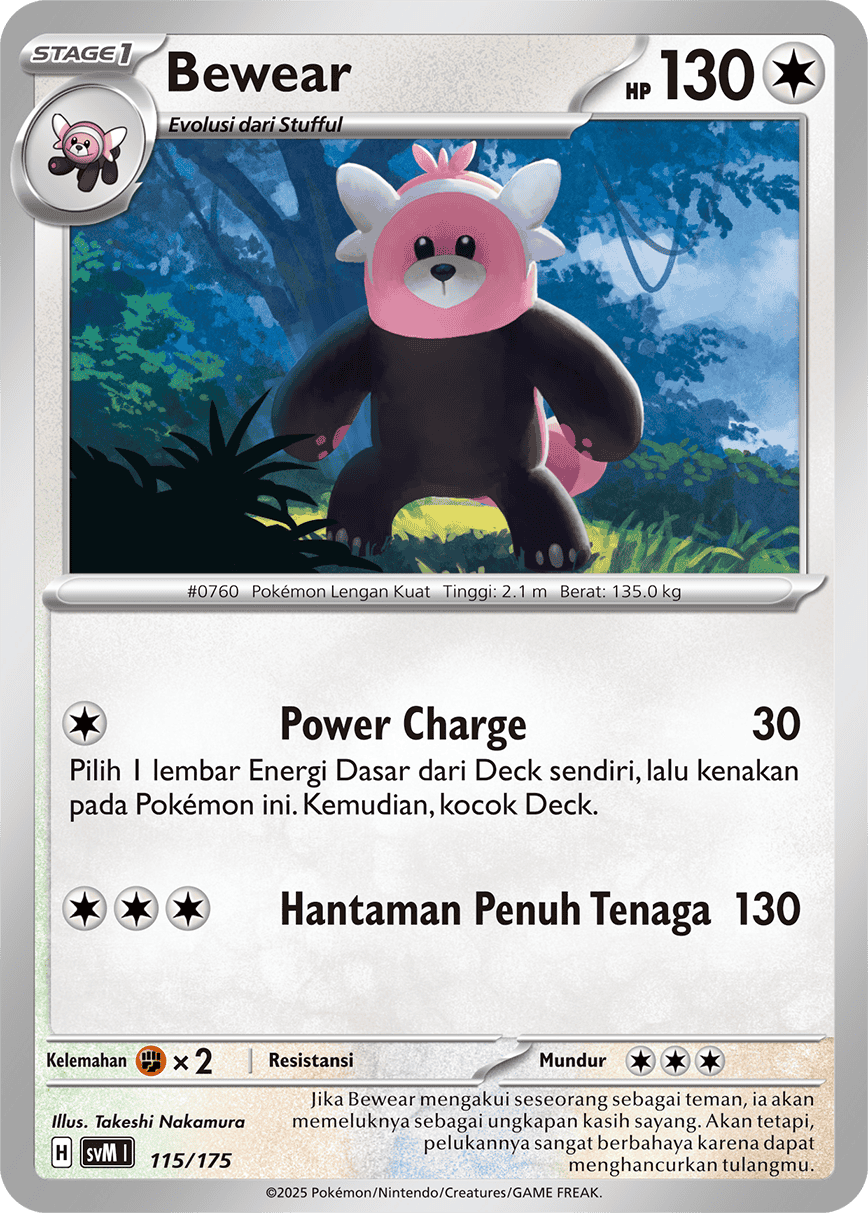 STAGE 1
Bewear
HP 130
Evolusi dari Stufful
#0760 Pokémon Lengan Kuat Tinggi: 2.1 m Berat: 135.0 kg
Power Charge 30
Pilih 1 lembar Energi Dasar dari Deck sendiri, lalu kenakan
pada Pokémon ini. Kemudian, kocok Deck.
Hantaman Penuh Tenaga 130
Kelemahan ×2 Resistansi Mundur
Jika Bewear mengakui seseorang sebagai teman, ia akan
memeluknya sebagai ungkapan kasih sayang. Akan tetapi,
pelukannya sangat berbahaya karena dapat
menghancurkan tulangmu.
Illus. Takeshi Nakamura
H svM I 115/175
©2025 Pokémon/Nintendo/Creatures/GAME FREAK.